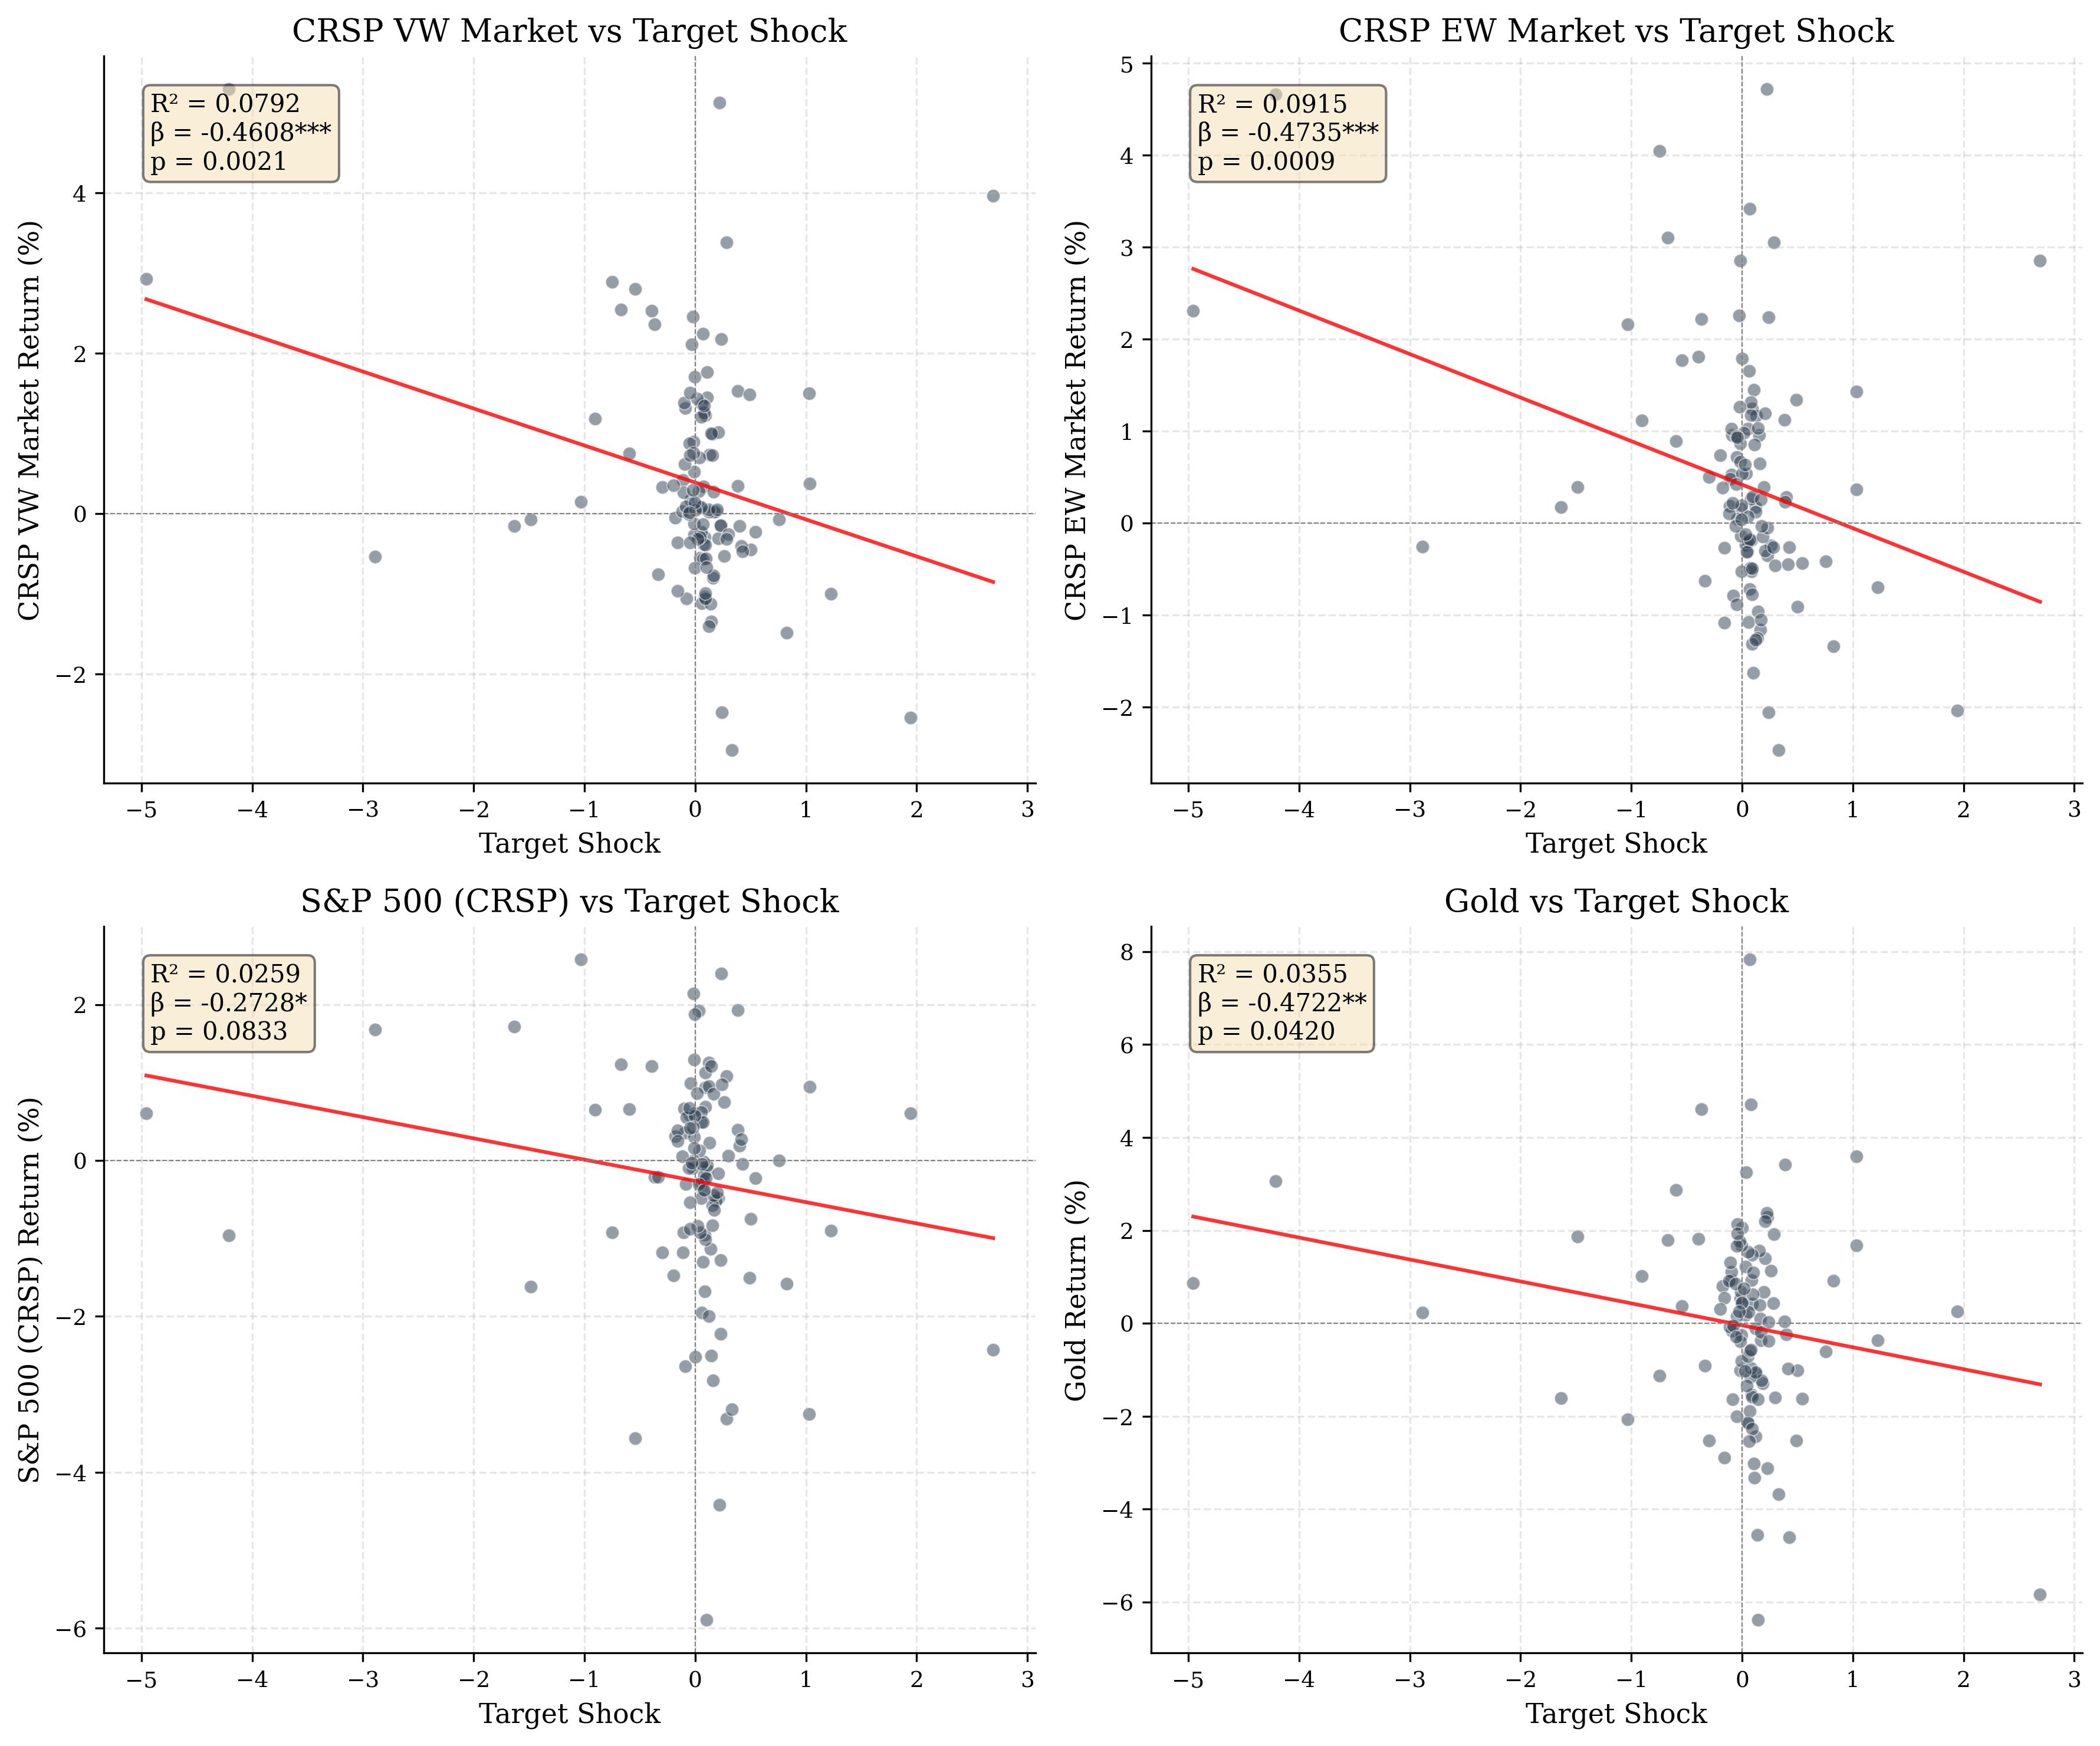 CRSP VW Market vs Target Shock
R² = 0.0792
β = -0.4608***
p = 0.0021
CRSP VW Market Return (%)
4
2
0
−2
−5 −4 −3 −2 −1 0 1 2 3
Target Shock
CRSP EW Market vs Target Shock
R² = 0.0915
β = -0.4735***
p = 0.0009
CRSP EW Market Return (%)
5
4
3
2
1
0
−1
−2
−5 −4 −3 −2 −1 0 1 2 3
Target Shock
S&P 500 (CRSP) vs Target Shock
R² = 0.0259
β = -0.2728*
p = 0.0833
S&P 500 (CRSP) Return (%)
2
0
−2
−4
−6
−5 −4 −3 −2 −1 0 1 2 3
Target Shock
Gold vs Target Shock
R² = 0.0355
β = -0.4722**
p = 0.0420
Gold Return (%)
8
6
4
2
0
−2
−4
−6
−5 −4 −3 −2 −1 0 1 2 3
Target Shock